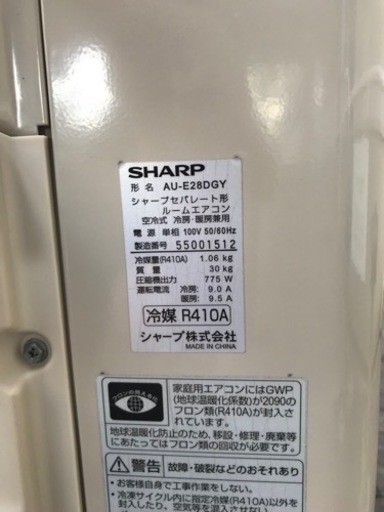 SHARP
形名 AU-E28DGY
シャープセパレート形
ルームエアコン
空冷式 冷房・暖房兼用
電源 単相 100V 50/60Hz
製造番号 55001512
冷媒量(R410A) 1.06 kg
質量 30 kg
圧縮機出力 775 W
運転電流 冷房: 9.0 A
暖房: 9.5 A
冷媒 R410A
シャープ株式会社
MADE IN CHINA
フロンの見える化
家庭用エアコンにはGWP
(地球温暖化係数)が2090の
フロン類(R410A)が封入さ
れています。
地球温暖化防止のため、移設・修理・廃棄等
にあたってはフロン類の回収が必要です。
警告 故障・破裂などのおそれあり
・お客様自身で工事作業をしない。
・冷凍サイクル内に指定冷媒(R410A)以外を
封入したり、空気等を混入させない